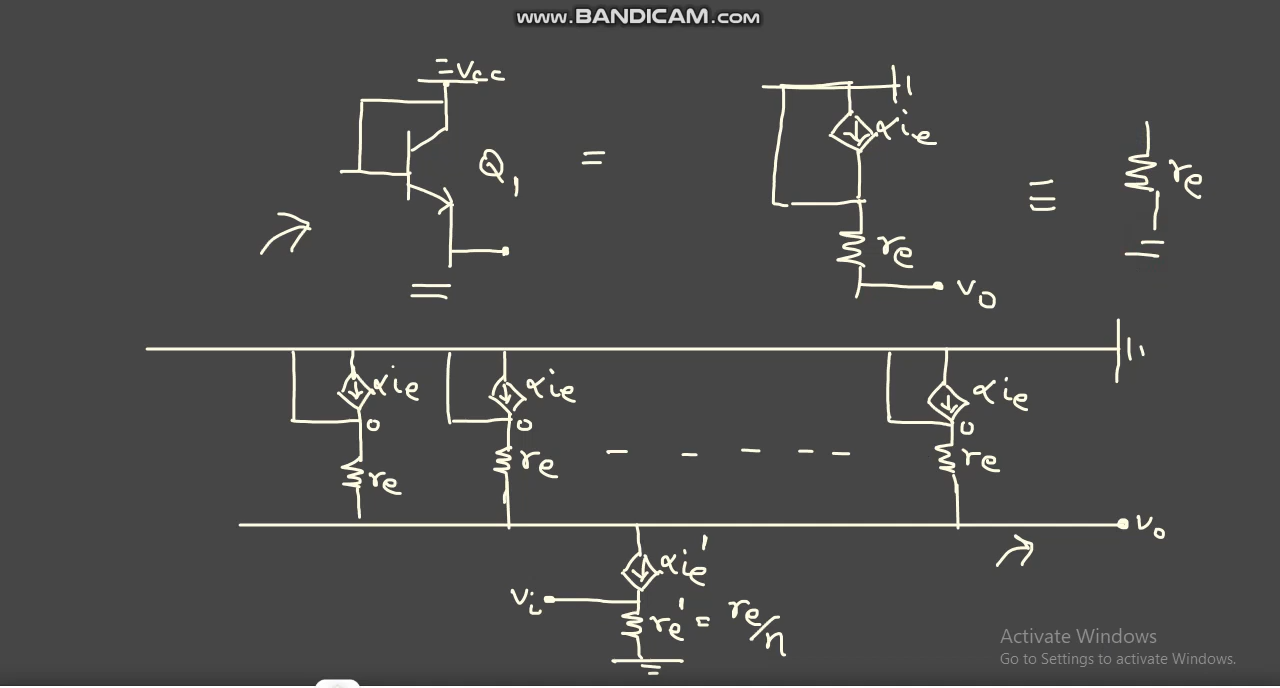 WWW.BANDICAM.COM
= Vcc
Q1 =
αie
≡
re
re
Vo
αie
αie
αie
o
o
o
re
re
- - - - -
re
Vo
αie'
Vi
re' = re/n
Activate Windows
Go to Settings to activate Windows.